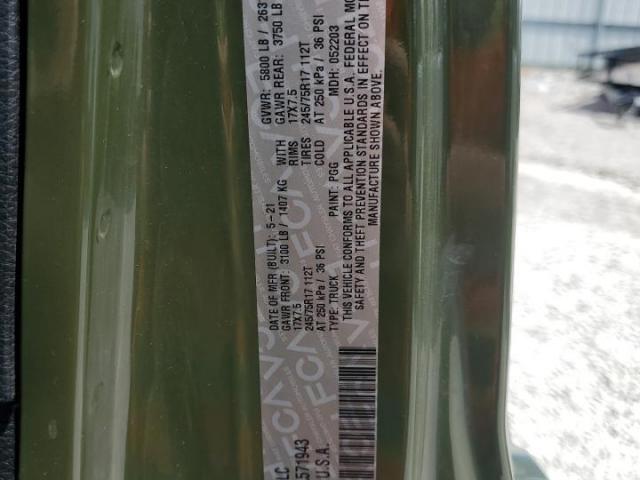 LC
DATE OF MFR (BUILT): 5-21 GVWR: 5800 LB / 263
GAWR FRONT: 3100 LB / 1407 KG WITH GAWR REAR: 3750 LB
17X7.5 RIMS 17X7.5
245/75R17 112T TIRES 245/75R17 112T
AT 250 kPa / 36 PSI COLD AT 250 kPa / 36 PSI
TYPE: TRUCK PAINT: PGG MDH: 052203
THIS VEHICLE CONFORMS TO ALL APPLICABLE U.S.A. FEDERAL MO
SAFETY AND THEFT PREVENTION STANDARDS IN EFFECT ON TH
MANUFACTURE SHOWN ABOVE.
571943
U.S.A.